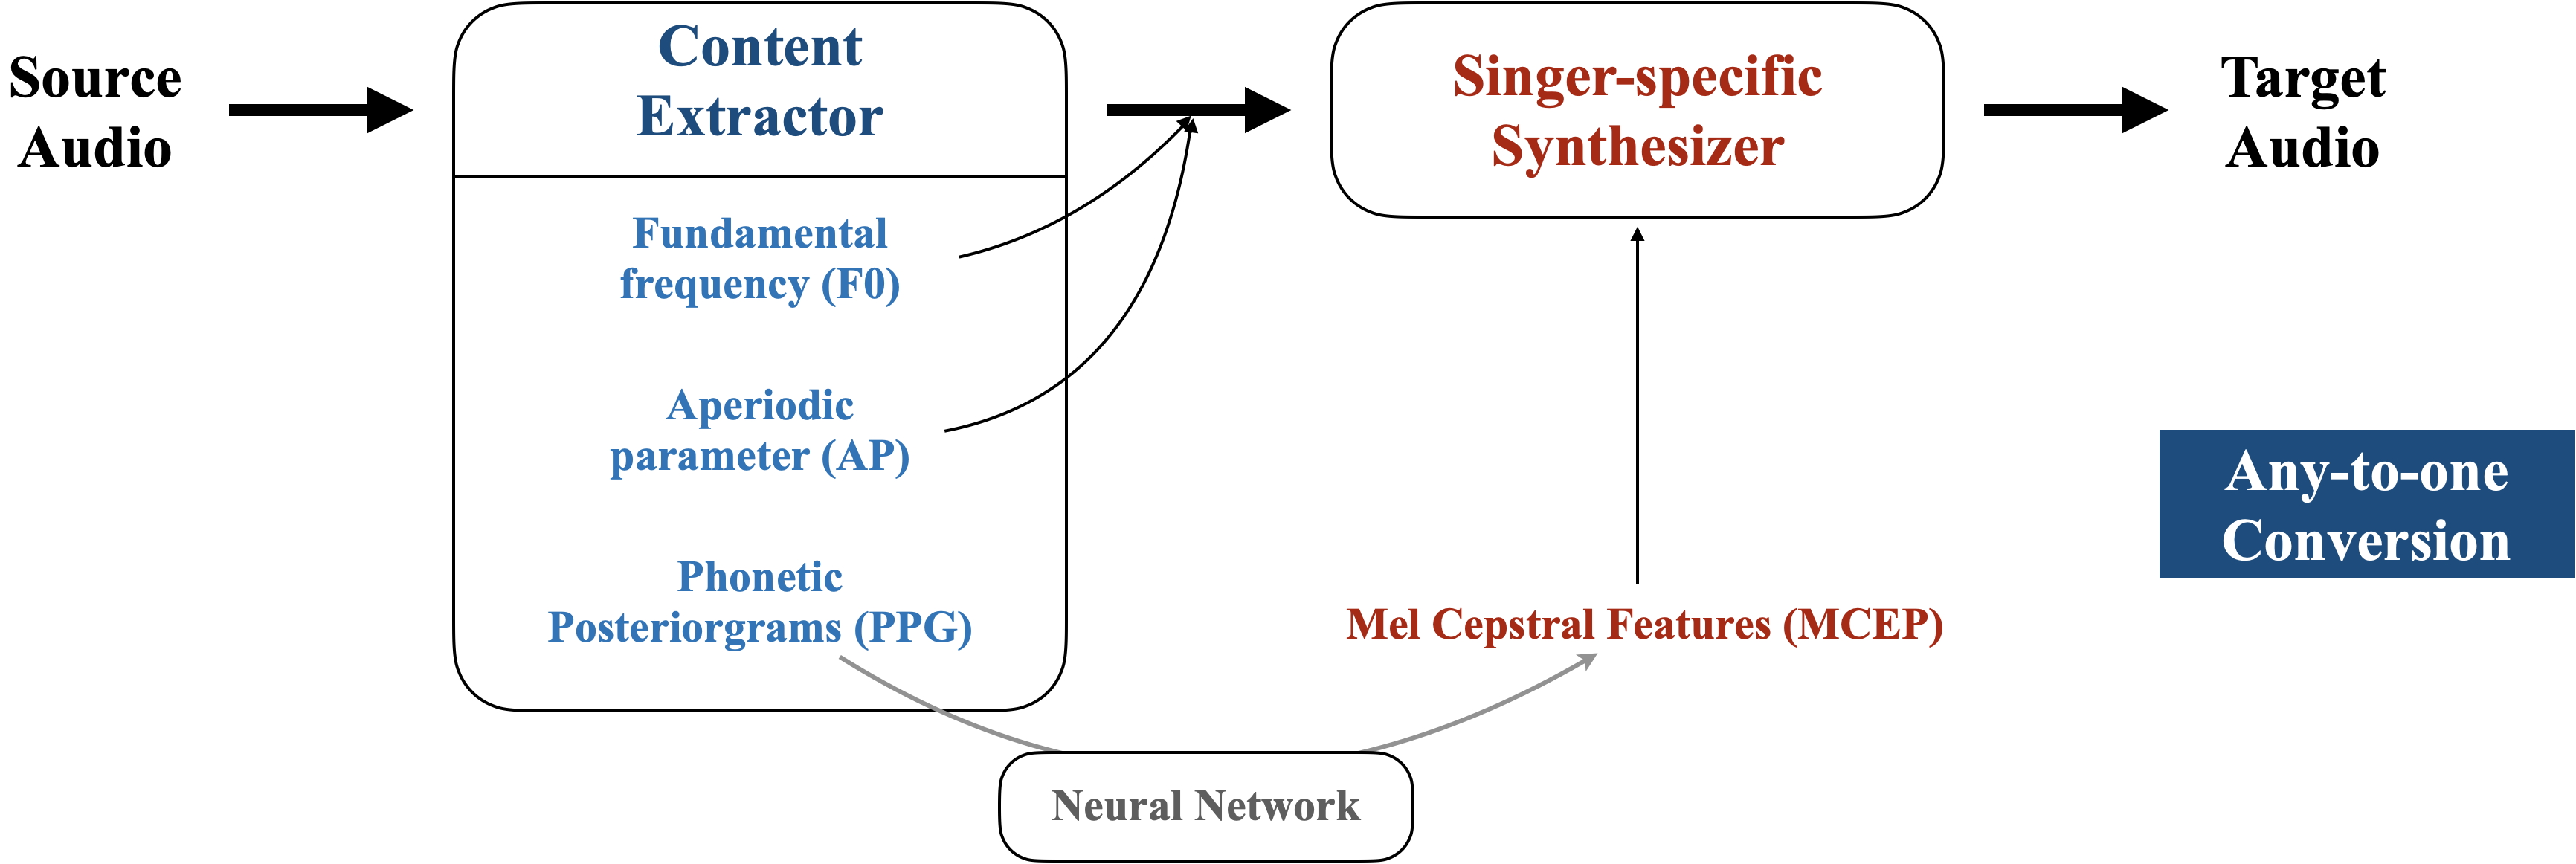 Source
Audio
Content
Extractor
Fundamental
frequency (F0)
Aperiodic
parameter (AP)
Phonetic
Posteriorgrams (PPG)
Neural Network
Singer-specific
Synthesizer
Mel Cepstral Features (MCEP)
Target
Audio
Any-to-one
Conversion